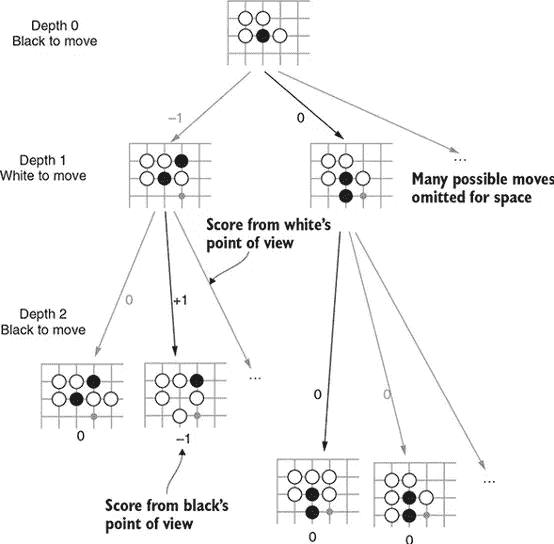 Depth 0
Black to move
–1
0
Depth 1
White to move
...
Many possible moves
omitted for space
Score from white's
point of view
0
+1
Depth 2
Black to move
...
0
0
0
–1
...
Score from black's
point of view
0
0